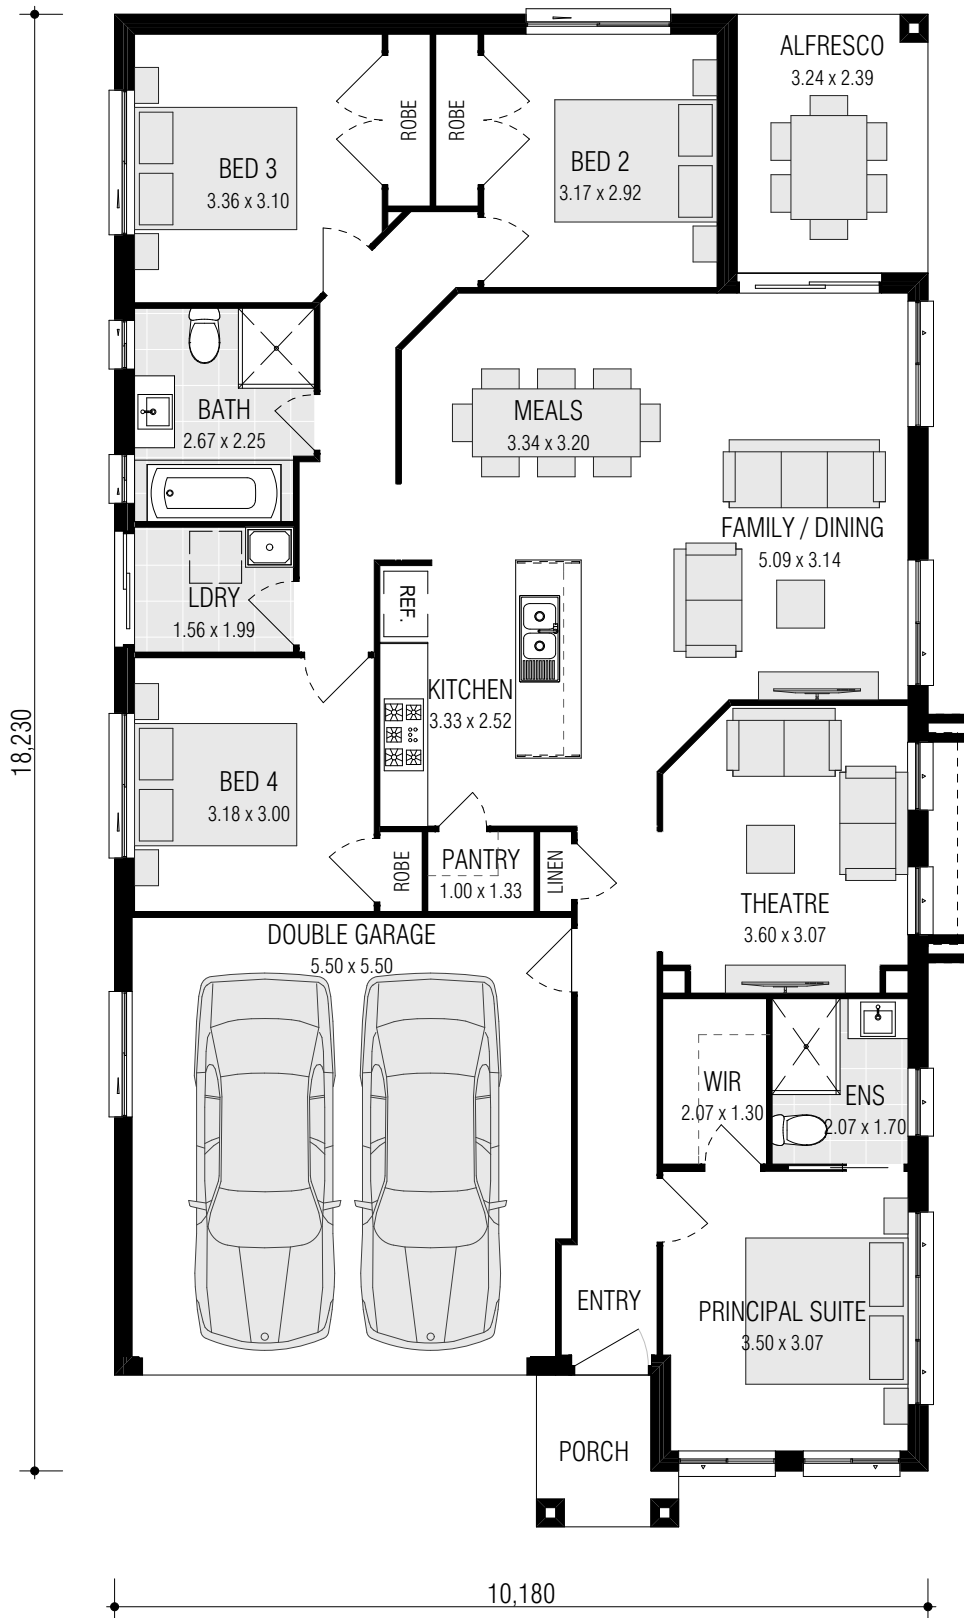 ALFRESCO
3.24 x 2.39
ROBE
ROBE
BED 3
3.36 x 3.10
BED 2
3.17 x 2.92
BATH
2.67 x 2.25
MEALS
3.34 x 3.20
FAMILY / DINING
5.09 x 3.14
LDRY
1.56 x 1.99
REF.
KITCHEN
3.33 x 2.52
18,230
BED 4
3.18 x 3.00
ROBE
PANTRY
1.00 x 1.33
LINEN
THEATRE
3.60 x 3.07
DOUBLE GARAGE
5.50 x 5.50
WIR
2.07 x 1.30
ENS
2.07 x 1.70
ENTRY
PRINCIPAL SUITE
3.50 x 3.07
PORCH
10,180